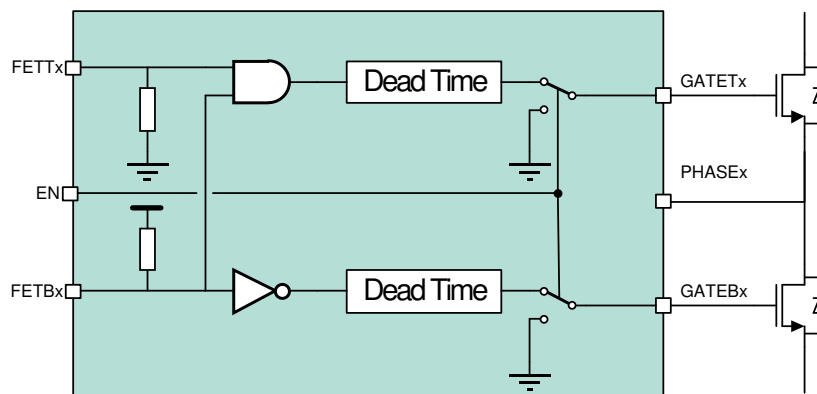 FETTx
Dead Time
GATETx
EN
PHASEx
FETBx
Dead Time
GATEBx